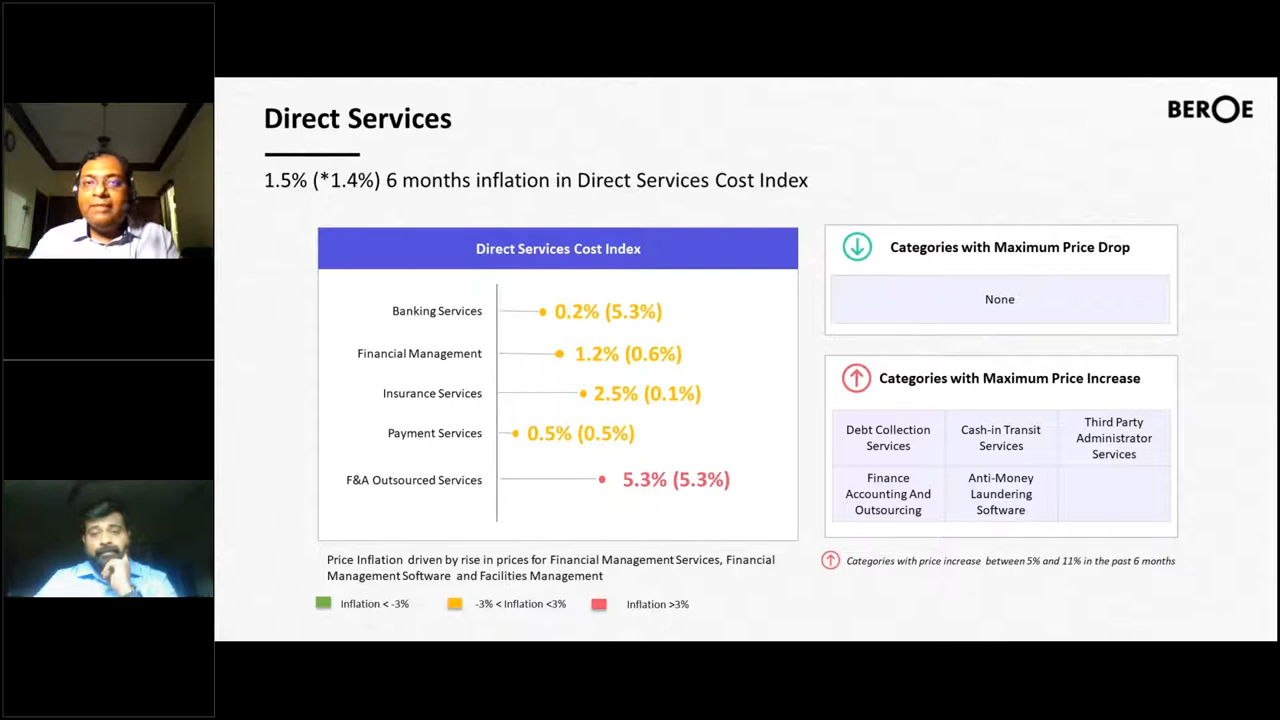 Direct Services
BEROE
1.5% (*1.4%) 6 months inflation in Direct Services Cost Index
Direct Services Cost Index
Banking Services 0.2% (5.3%)
Financial Management 1.2% (0.6%)
Insurance Services 2.5% (0.1%)
Payment Services 0.5% (0.5%)
F&A Outsourced Services 5.3% (5.3%)
Price Inflation driven by rise in prices for Financial Management Services, Financial
Management Software and Facilities Management
Inflation < -3% -3% < Inflation <3% Inflation >3%
Categories with Maximum Price Drop
None
Categories with Maximum Price Increase
Debt Collection
Services
Cash-in Transit
Services
Third Party
Administrator
Services
Finance
Accounting And
Outsourcing
Anti-Money
Laundering
Software
Categories with price increase between 5% and 11% in the past 6 months